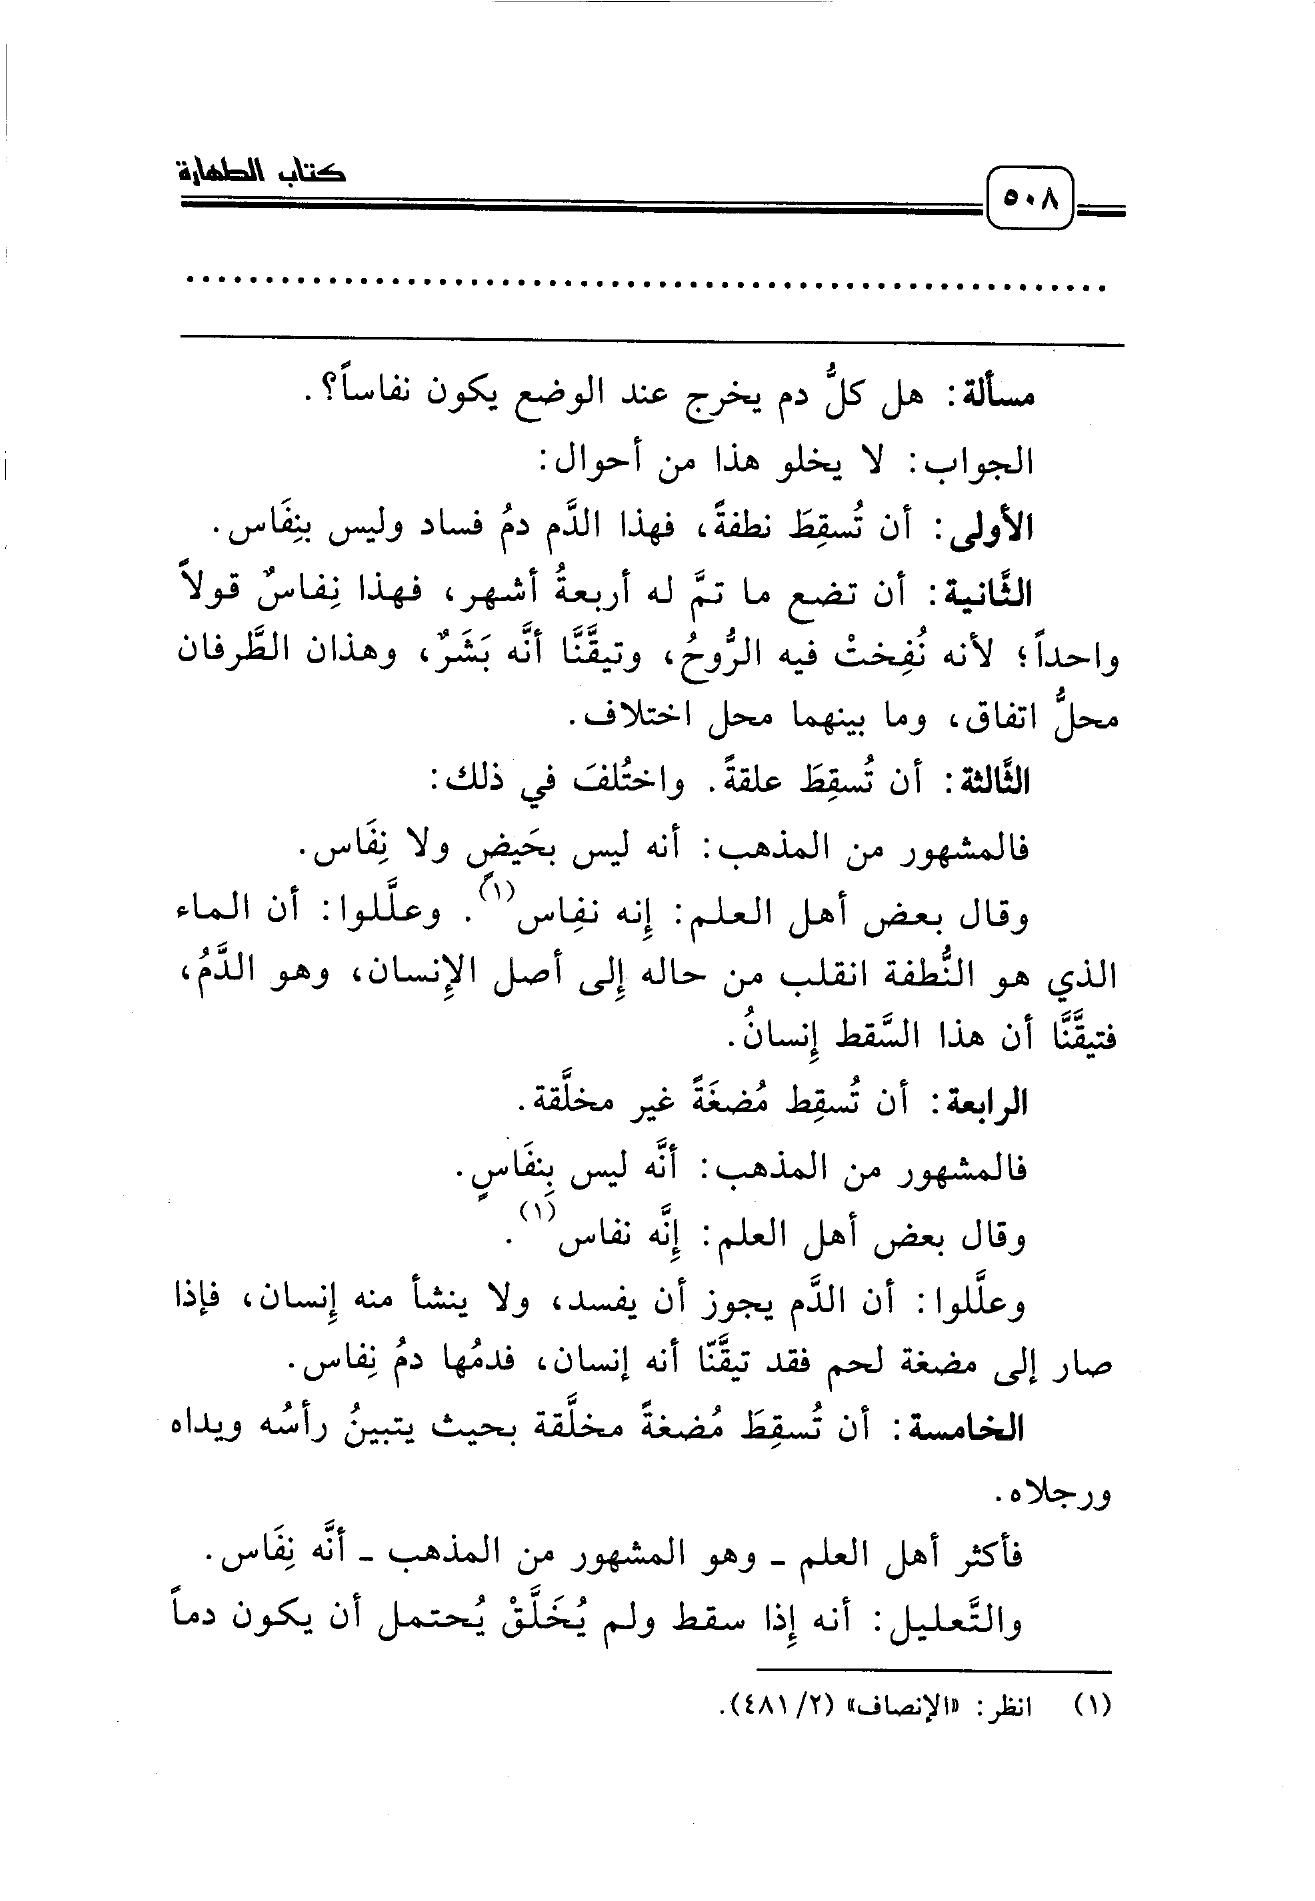 كتاب الطهارة
٥٠٨
مسألة: هل كلُّ دم يخرج عند الوضع يكون نفاساً؟.
الجواب: لا يخلو هذا من أحوال:
الأولى: أن تُسقِطَ نطفةً، فهذا الدَّم دمُ فساد وليس بنِفَاس.
الثَّانية: أن تضع ما تمَّ له أربعةُ أشهر، فهذا نِفاسٌ قولاً
واحداً؛ لأنه نُفِختْ فيه الرُّوحُ، وتيقَّنَّا أنَّه بَشَرٌ، وهذان الطَّرفان
محلُّ اتفاق، وما بينهما محل اختلاف.
الثَّالثة: أن تُسقِطَ علقةً. واختُلفَ في ذلك:
فالمشهور من المذهب: أنه ليس بحَيضٍ ولا نِفَاس.
وقال بعض أهل العلم: إنه نفِاس(١). وعلَّلوا: أن الماء
الذي هو النُّطفة انقلب من حاله إلى أصل الإنسان، وهو الدَّمُ،
فتيقَّنَّا أن هذا السَّقط إنسانُ.
الرابعة: أن تُسقِط مُضغَةً غير مخلَّقة.
فالمشهور من المذهب: أنَّه ليس بِنفَاسٍ.
وقال بعض أهل العلم: إنَّه نفاس(١).
وعلَّلوا: أن الدَّم يجوز أن يفسد، ولا ينشأ منه إنسان، فإذا
صار إلى مضغة لحم فقد تيقَّنّا أنه إنسان، فدمُها دمُ نِفاس.
الخامسة: أن تُسقِطَ مُضغةً مخلَّقة بحيث يتبينُ رأسُه ويداه
ورجلاه.
فأكثر أهل العلم ـ وهو المشهور من المذهب ـ أنَّه نِفَاس.
والتَّعليل: أنه إذا سقط ولم يُخَلَّقْ يُحتمل أن يكون دماً
(١) انظر: «الإنصاف» (٢/ ٤٨١).